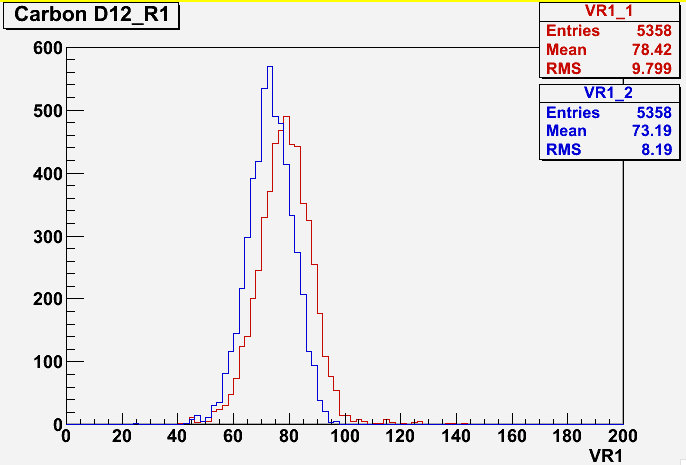 Carbon D12_R1
VR1_1
Entries 5358
Mean 78.42
RMS 9.799
VR1_2
Entries 5358
Mean 73.19
RMS 8.19
600
500
400
300
200
100
0
0 20 40 60 80 100 120 140 160 180 200
VR1